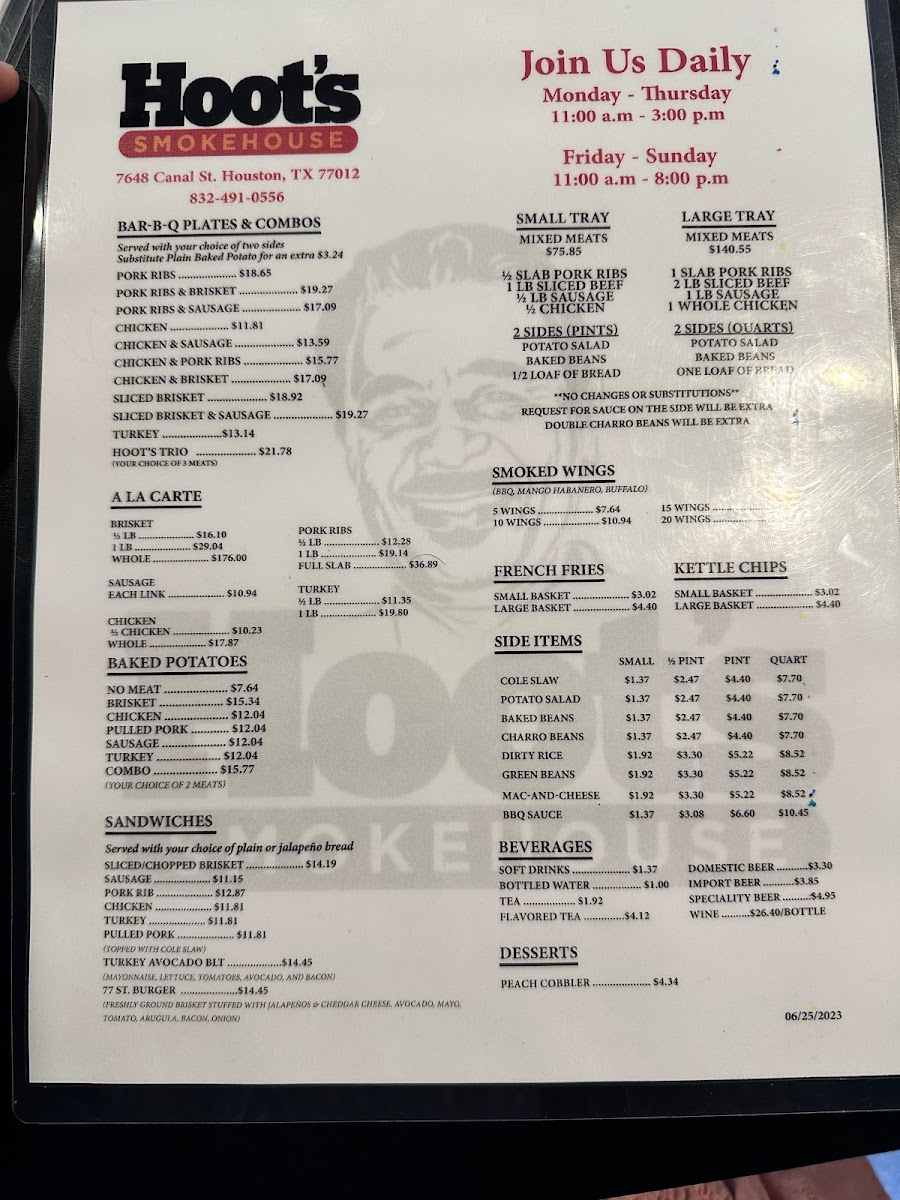 Hoot's
SMOKEHOUSE
7648 Canal St. Houston, TX 77012
832-491-0556
Join Us Daily
Monday - Thursday
11:00 a.m - 3:00 p.m
Friday - Sunday
11:00 a.m - 8:00 p.m
BAR-B-Q PLATES & COMBOS
Served with your choice of two sides
Substitute Plain Baked Potato for an extra $3.24
PORK RIBS .................... $18.65
PORK RIBS & BRISKET .................... $19.27
PORK RIBS & SAUSAGE .................... $17.09
CHICKEN .................... $11.81
CHICKEN & SAUSAGE .................... $13.59
CHICKEN & PORK RIBS .................... $15.77
CHICKEN & BRISKET .................... $17.09
SLICED BRISKET .................... $18.92
SLICED BRISKET & SAUSAGE .................... $19.27
TURKEY ....................$13.14
HOOT'S TRIO .................... $21.78
(YOUR CHOICE OF 3 MEATS)
A LA CARTE
BRISKET
½ LB .................... $16.10
1 LB .................... $29.04
WHOLE .................... $176.00
SAUSAGE
EACH LINK .................... $10.94
CHICKEN
½ CHICKEN .................... $10.23
WHOLE .................... $17.87
PORK RIBS
½ LB .................... $12.28
1 LB .................... $19.14
FULL SLAB .................... $36.89
TURKEY
½ LB .................... $11.35
1 LB .................... $19.80
BAKED POTATOES
NO MEAT .................... $7.64
BRISKET .................... $15.34
CHICKEN .................... $12.04
PULLED PORK ............ $12.04
SAUSAGE .................... $12.04
TURKEY .................... $12.04
COMBO .................... $15.77
(YOUR CHOICE OF 2 MEATS)
SANDWICHES
Served with your choice of plain or jalapeño bread
SLICED/CHOPPED BRISKET .................... $14.19
SAUSAGE .................... $11.15
PORK RIB .................... $12.87
CHICKEN .................... $11.81
TURKEY .................... $11.81
PULLED PORK .................... $11.81
(TOPPED WITH COLE SLAW)
TURKEY AVOCADO BLT ...................$14.45
(MAYONNAISE, LETTUCE, TOMATOES, AVOCADO, AND BACON)
77 ST. BURGER ....................$14.45
(FRESHLY GROUND BRISKET STUFFED WITH JALAPEÑOS & CHEDDAR CHEESE, AVOCADO, MAYO,
TOMATO, ARUGULA, BACON, ONION)
SMALL TRAY
MIXED MEATS
$75.85
½ SLAB PORK RIBS
1 LB SLICED BEEF
½ LB SAUSAGE
½ CHICKEN
2 SIDES (PINTS)
POTATO SALAD
BAKED BEANS
1/2 LOAF OF BREAD
LARGE TRAY
MIXED MEATS
$140.55
1 SLAB PORK RIBS
2 LB SLICED BEEF
1 LB SAUSAGE
1 WHOLE CHICKEN
2 SIDES (QUARTS)
POTATO SALAD
BAKED BEANS
ONE LOAF OF BREAD
**NO CHANGES OR SUBSTITUTIONS**
REQUEST FOR SAUCE ON THE SIDE WILL BE EXTRA
DOUBLE CHARRO BEANS WILL BE EXTRA
SMOKED WINGS
(BBQ, MANGO HABANERO, BUFFALO)
5 WINGS .................... $7.64
10 WINGS .................... $10.94
15 WINGS ....................
20 WINGS ....................
FRENCH FRIES
SMALL BASKET .................... $3.02
LARGE BASKET .................... $4.40
KETTLE CHIPS
SMALL BASKET .................... $3.02
LARGE BASKET .................... $4.40
SIDE ITEMS
SMALL ½ PINT PINT QUART
COLE SLAW $1.37 $2.47 $4.40 $7.70
POTATO SALAD $1.37 $2.47 $4.40 $7.70
BAKED BEANS $1.37 $2.47 $4.40 $7.70
CHARRO BEANS $1.37 $2.47 $4.40 $7.70
DIRTY RICE $1.92 $3.30 $5.22 $8.52
GREEN BEANS $1.92 $3.30 $5.22 $8.52
MAC-AND-CHEESE $1.92 $3.30 $5.22 $8.52
BBQ SAUCE $1.37 $3.08 $6.60 $10.45
BEVERAGES
SOFT DRINKS .................... $1.37
BOTTLED WATER ................ $1.00
TEA .................... $1.92
FLAVORED TEA ..............$4.12
DOMESTIC BEER ...........$3.30
IMPORT BEER ...........$3.85
SPECIALITY BEER .........$4.95
WINE ..........$26.40/BOTTLE
DESSERTS
PEACH COBBLER .................... $4.34
06/25/2023
Hoot's
SMOKEHOUSE